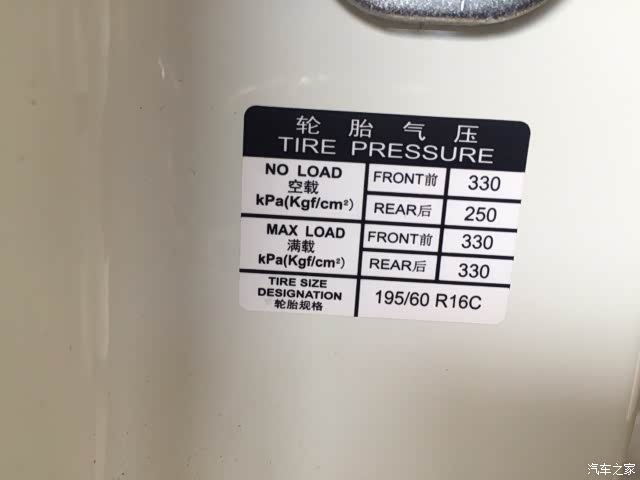 轮胎气压
TIRE PRESSURE
NO LOAD
空载
kPa(Kgf/cm²)
FRONT前 330
REAR后 250
MAX LOAD
满载
kPa(Kgf/cm²)
FRONT前 330
REAR后 330
TIRE SIZE
DESIGNATION
轮胎规格
195/60 R16C
汽车之家